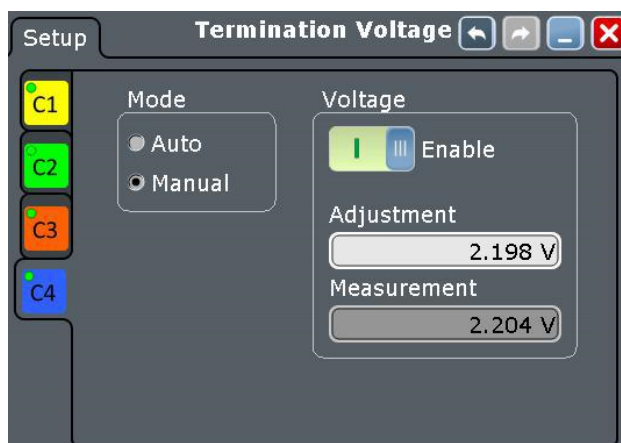 Setup
Termination Voltage
C1
C2
C3
C4
Mode
Auto
Manual
Voltage
Enable
Adjustment
2.198 V
Measurement
2.204 V